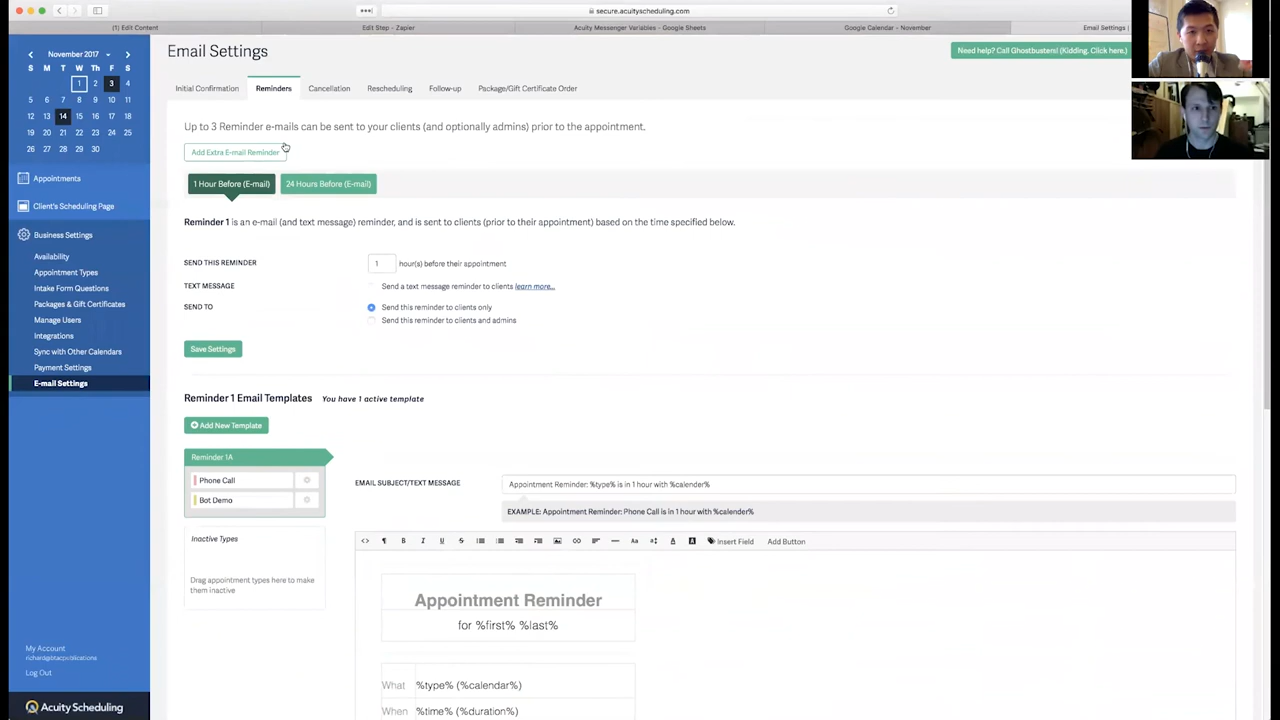 secure.acuityscheduling.com
(1) Edit Content
Edit Step - Zapier
Acuity Messenger Variables - Google Sheets
Google Calendar - November
Email Settings |
November 2017
S M T W Th F S
1 2 3 4
5 6 7 8 9 10 11
12 13 14 15 16 17 18
19 20 21 22 23 24 25
26 27 28 29 30
Appointments
Client's Scheduling Page
Business Settings
Availability
Appointment Types
Intake Form Questions
Packages & Gift Certificates
Manage Users
Integrations
Sync with Other Calendars
Payment Settings
E-mail Settings
My Account
richard@btacpublications
Log Out
Acuity Scheduling
Email Settings
Need help? Call Ghostbusters! (Kidding. Click here.)
Initial Confirmation
Reminders
Cancellation
Rescheduling
Follow-up
Package/Gift Certificate Order
Up to 3 Reminder e-mails can be sent to your clients (and optionally admins) prior to the appointment.
Add Extra E-mail Reminder
1 Hour Before (E-mail)
24 Hours Before (E-mail)
Reminder 1 is an e-mail (and text message) reminder, and is sent to clients (prior to their appointment) based on the time specified below.
SEND THIS REMINDER
1 hour(s) before their appointment
TEXT MESSAGE
Send a text message reminder to clients learn more...
SEND TO
Send this reminder to clients only
Send this reminder to clients and admins
Save Settings
Reminder 1 Email Templates You have 1 active template
Add New Template
Reminder 1A
Phone Call
Bot Demo
Inactive Types
Drag appointment types here to make
them inactive
EMAIL SUBJECT/TEXT MESSAGE
Appointment Reminder: %type% is in 1 hour with %calender%
EXAMPLE: Appointment Reminder: Phone Call is in 1 hour with %calender%
Insert Field
Add Button
Appointment Reminder
for %first% %last%
What %type% (%calendar%)
When %time% (%duration%)